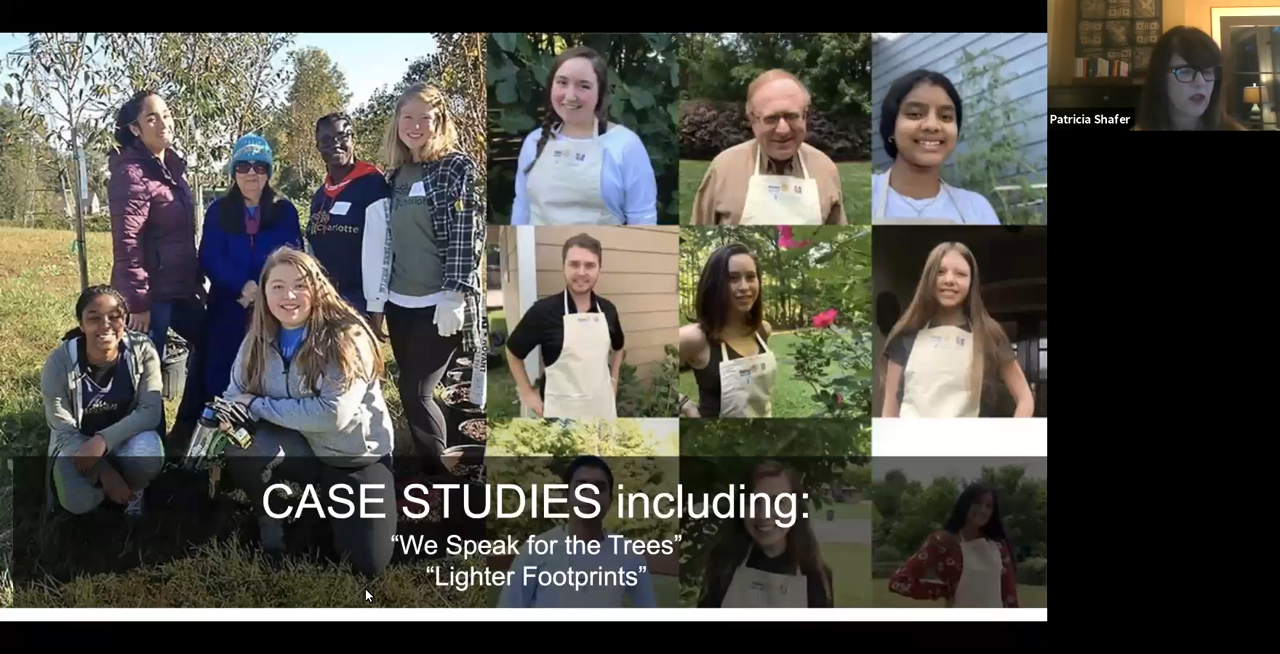 Patricia Shafer
CASE STUDIES including:
“We Speak for the Trees”
“Lighter Footprints”